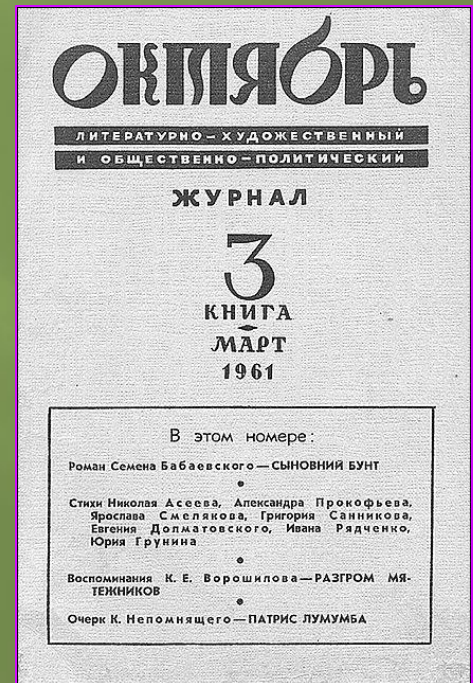 ОКТЯБРЬ
ЛИТЕРАТУРНО-ХУДОЖЕСТВЕННЫЙ
И ОБЩЕСТВЕННО-ПОЛИТИЧЕСКИЙ
ЖУРНАЛ
3
КНИГА
МАРТ
1961
В этом номере:
Роман Семена Бабаевского — СЫНОВНИЙ БУНТ
Стихи Николая Асеева, Александра Прокофьева,
Ярослава Смелякова, Григория Санникова,
Евгения Долматовского, Ивана Рядченко,
Юрия Грунина
Воспоминания К. Е. Ворошилова — РАЗГРОМ МЯ-
ТЕЖНИКОВ
Очерк К. Непомнящего — ПАТРИС ЛУМУМБА